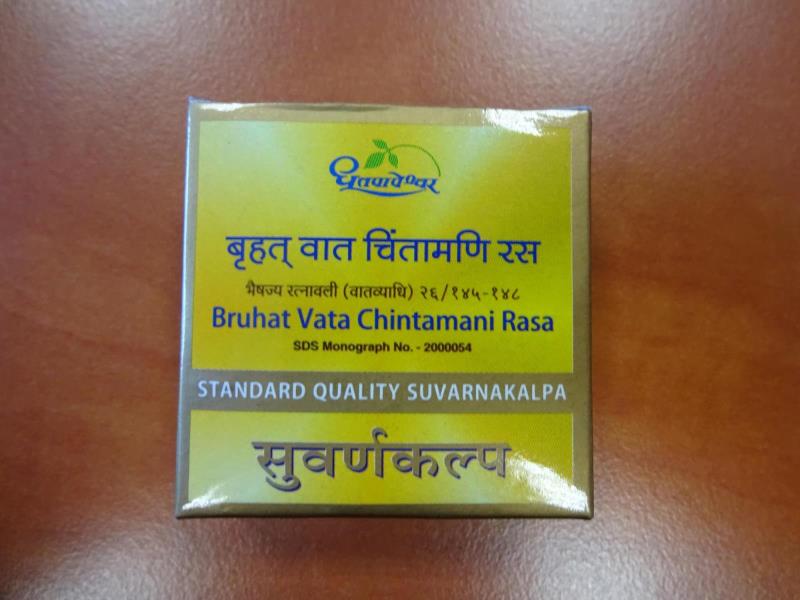 धूतपापेश्वर
बृहत् वात चिंतामणि रस
भैषज्य रत्नावली (वातव्याधि) २६/१४५-१४८
Bruhat Vata Chintamani Rasa
SDS Monograph No. - 2000054
STANDARD QUALITY SUVARNAKALPA
सुवर्णकल्प